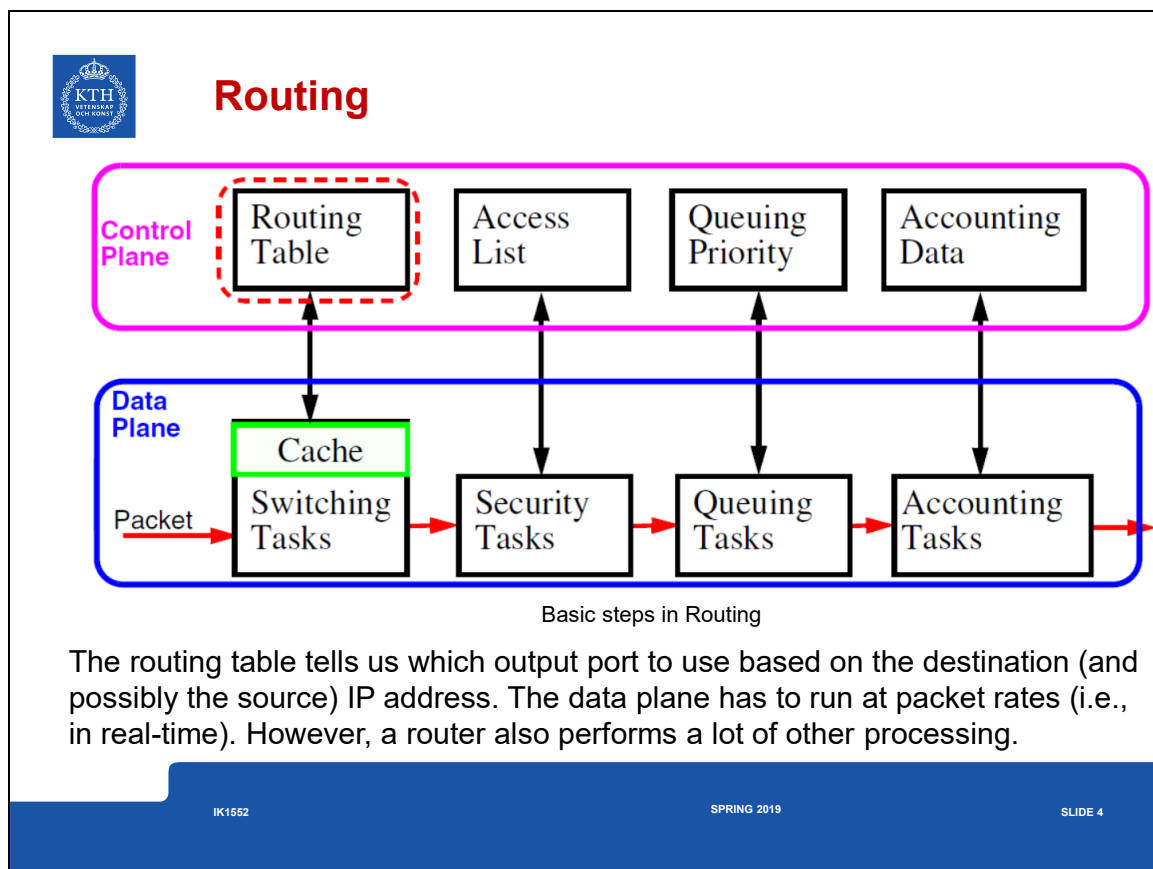 KTH
VETENSKAP
OCH KONST
Routing
Control
Plane
Routing
Table
Access
List
Queuing
Priority
Accounting
Data
Data
Plane
Cache
Packet
Switching
Tasks
Security
Tasks
Queuing
Tasks
Accounting
Tasks
Basic steps in Routing
The routing table tells us which output port to use based on the destination (and
possibly the source) IP address. The data plane has to run at packet rates (i.e.,
in real-time). However, a router also performs a lot of other processing.
IK1552
SPRING 2019
SLIDE 4